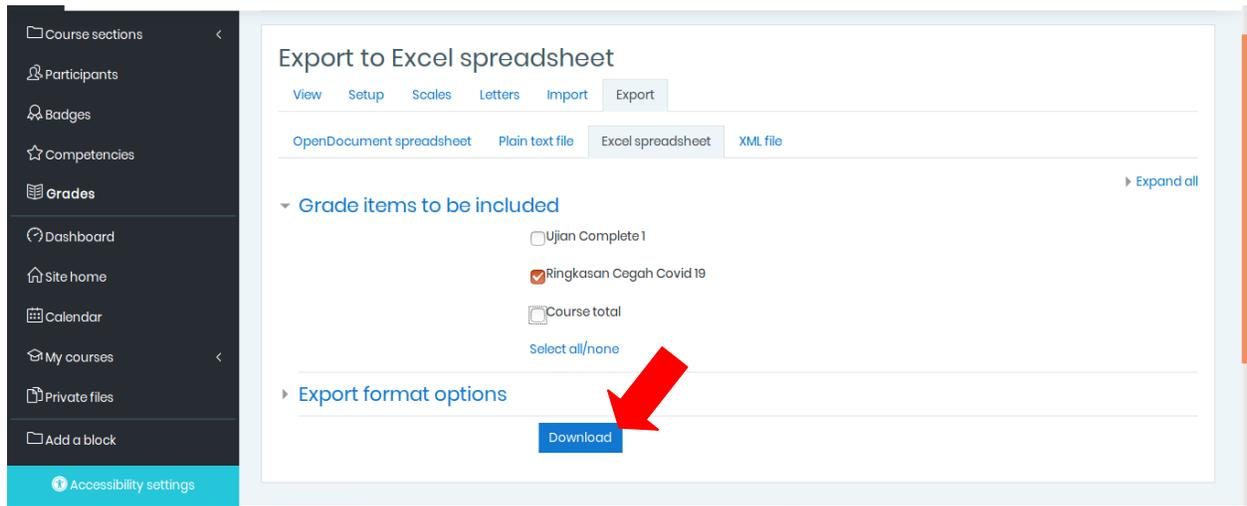 Course sections
Participants
Badges
Competencies
Grades
Dashboard
Site home
Calendar
My courses
Private files
Add a block
Accessibility settings
Export to Excel spreadsheet
View Setup Scales Letters Import Export
OpenDocument spreadsheet Plain text file Excel spreadsheet XML file
Expand all
Grade items to be included
Ujian Complete 1
Ringkasan Cegah Covid 19
Course total
Select all/none
Export format options
Download